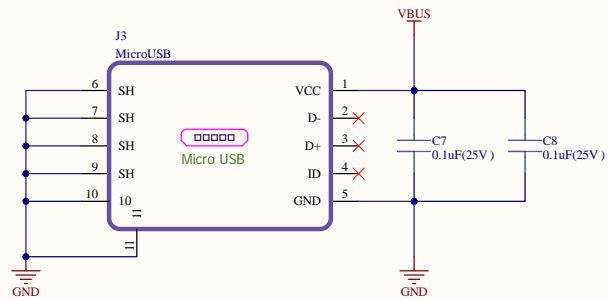 VBUS
J3
MicroUSB
6 SH VCC 1
7 SH D- 2
8 SH D+ 3
9 SH ID 4
10 10 GND 5
11
11
Micro USB
C7
0.1uF(25V)
C8
0.1uF(25V)
GND
GND